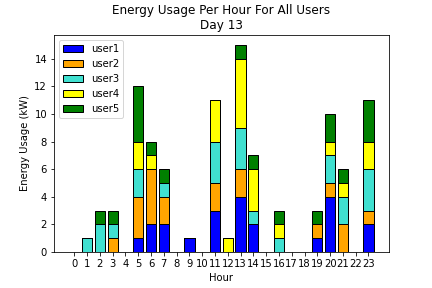 Energy Usage Per Hour For All Users
Day 13
user1
user2
user3
user4
user5
Energy Usage (kW)
14
12
10
8
6
4
2
0
0 1 2 3 4 5 6 7 8 9 10 11 12 13 14 15 16 17 18 19 20 21 22 23
Hour